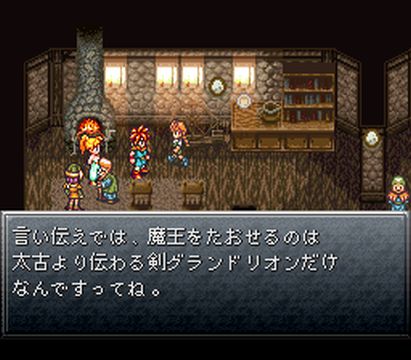 言い伝えでは、魔王をたおせるのは
太古より伝わる剣グランドリオンだけ
なんですってね。